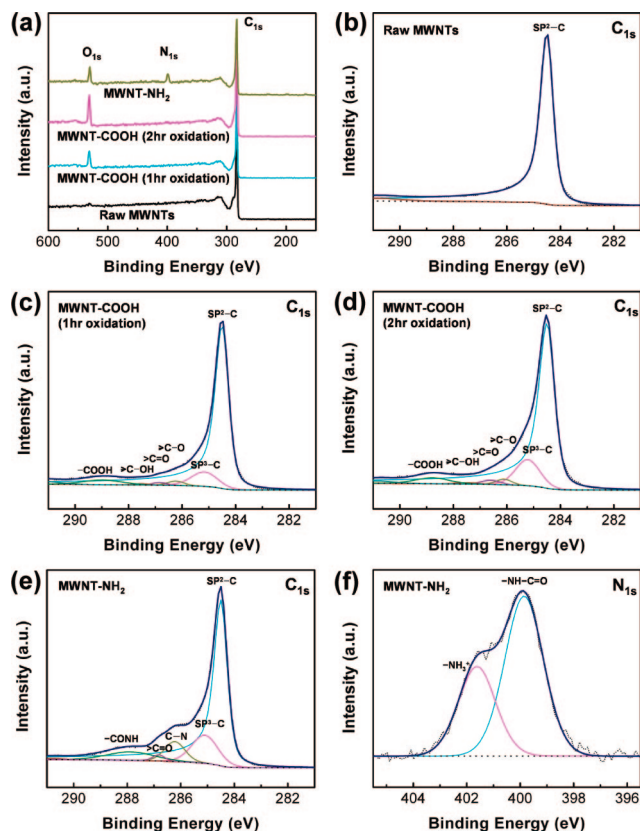 (a)
C1s
O1s
N1s
MWNT-NH2
MWNT-COOH (2hr oxidation)
MWNT-COOH (1hr oxidation)
Raw MWNTs
Intensity (a.u.)
600 500 400 300 200
Binding Energy (eV)
(b)
Raw MWNTs
SP²–C
C1s
Intensity (a.u.)
290 288 286 284 282
Binding Energy (eV)
(c)
MWNT-COOH
(1hr oxidation)
SP²–C
C1s
>C–O
>C=O
–COOH
>C–OH
SP³–C
Intensity (a.u.)
290 288 286 284 282
Binding Energy (eV)
(d)
MWNT-COOH
(2hr oxidation)
SP²–C
C1s
>C–O
>C=O
–COOH
>C–OH
SP³–C
Intensity (a.u.)
290 288 286 284 282
Binding Energy (eV)
(e)
MWNT-NH2
SP²–C
C1s
–CONH
C–N
>C=O
SP³–C
Intensity (a.u.)
290 288 286 284 282
Binding Energy (eV)
(f)
MWNT-NH2
–NH–C=O
N1s
–NH3+
Intensity (a.u.)
404 402 400 398 396
Binding Energy (eV)